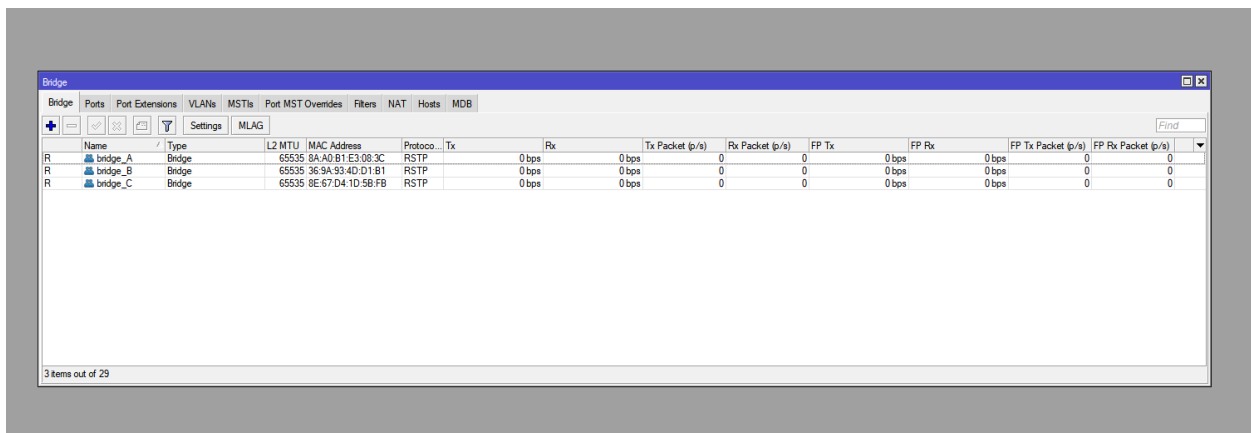 Bridge
Bridge Ports Port Extensions VLANs MSTIs Port MST Overrides Filters NAT Hosts MDB
Settings MLAG Find
Name / Type L2 MTU MAC Address Protoco... Tx Rx Tx Packet (p/s) Rx Packet (p/s) FP Tx FP Rx FP Tx Packet (p/s) FP Rx Packet (p/s)
R bridge_A Bridge 65535 8A:A0:B1:E3:08:3C RSTP 0 bps 0 bps 0 0 0 bps 0 bps 0 0
R bridge_B Bridge 65535 36:9A:93:4D:D1:B1 RSTP 0 bps 0 bps 0 0 0 bps 0 bps 0 0
R bridge_C Bridge 65535 8E:67:D4:1D:5B:FB RSTP 0 bps 0 bps 0 0 0 bps 0 bps 0 0
3 items out of 29